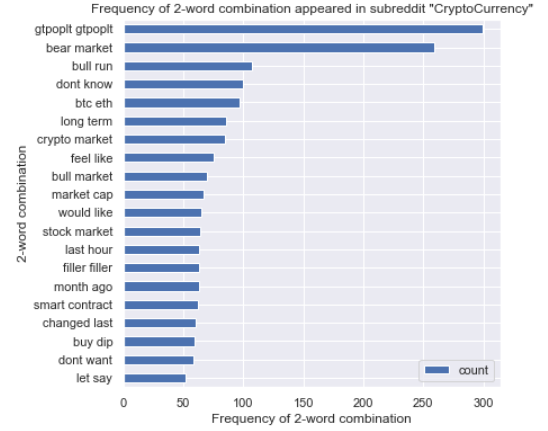 Frequency of 2-word combination appeared in subreddit "CryptoCurrency"
gtpoplt gtpoplt
bear market
bull run
dont know
btc eth
long term
crypto market
feel like
bull market
market cap
would like
stock market
last hour
filler filler
month ago
smart contract
changed last
buy dip
dont want
let say
2-word combination
count
0 50 100 150 200 250 300
Frequency of 2-word combination